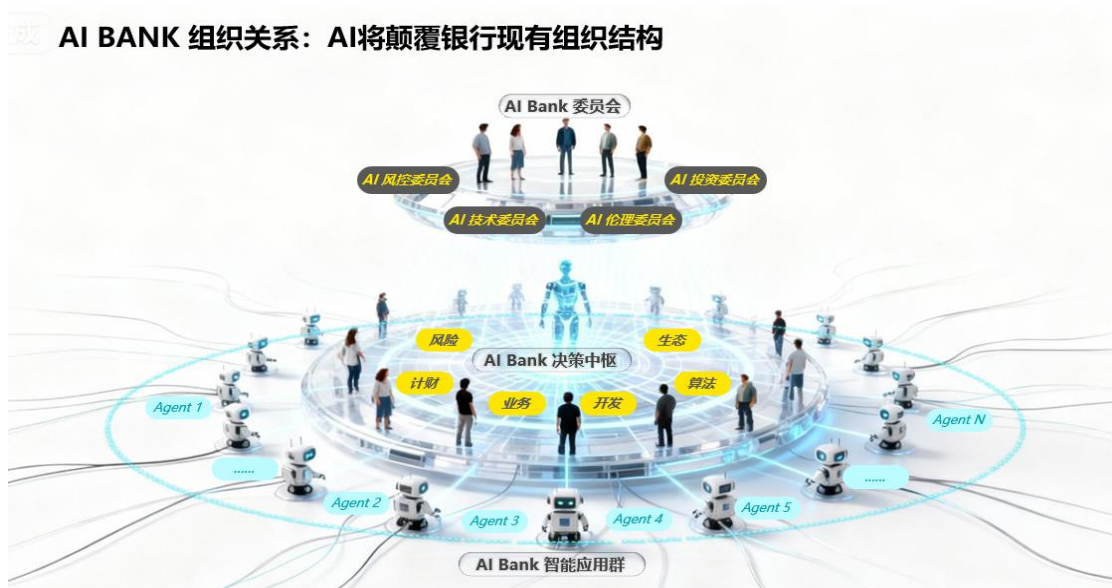 成
AI BANK 组织关系：AI将颠覆银行现有组织结构
AI Bank 委员会
AI 风控委员会
AI 投资委员会
AI 技术委员会
AI 伦理委员会
风险
生态
AI Bank 决策中枢
计财
算法
业务
开发
Agent 1
Agent N
......
......
Agent 2
Agent 3
Agent 4
Agent 5
AI Bank 智能应用群